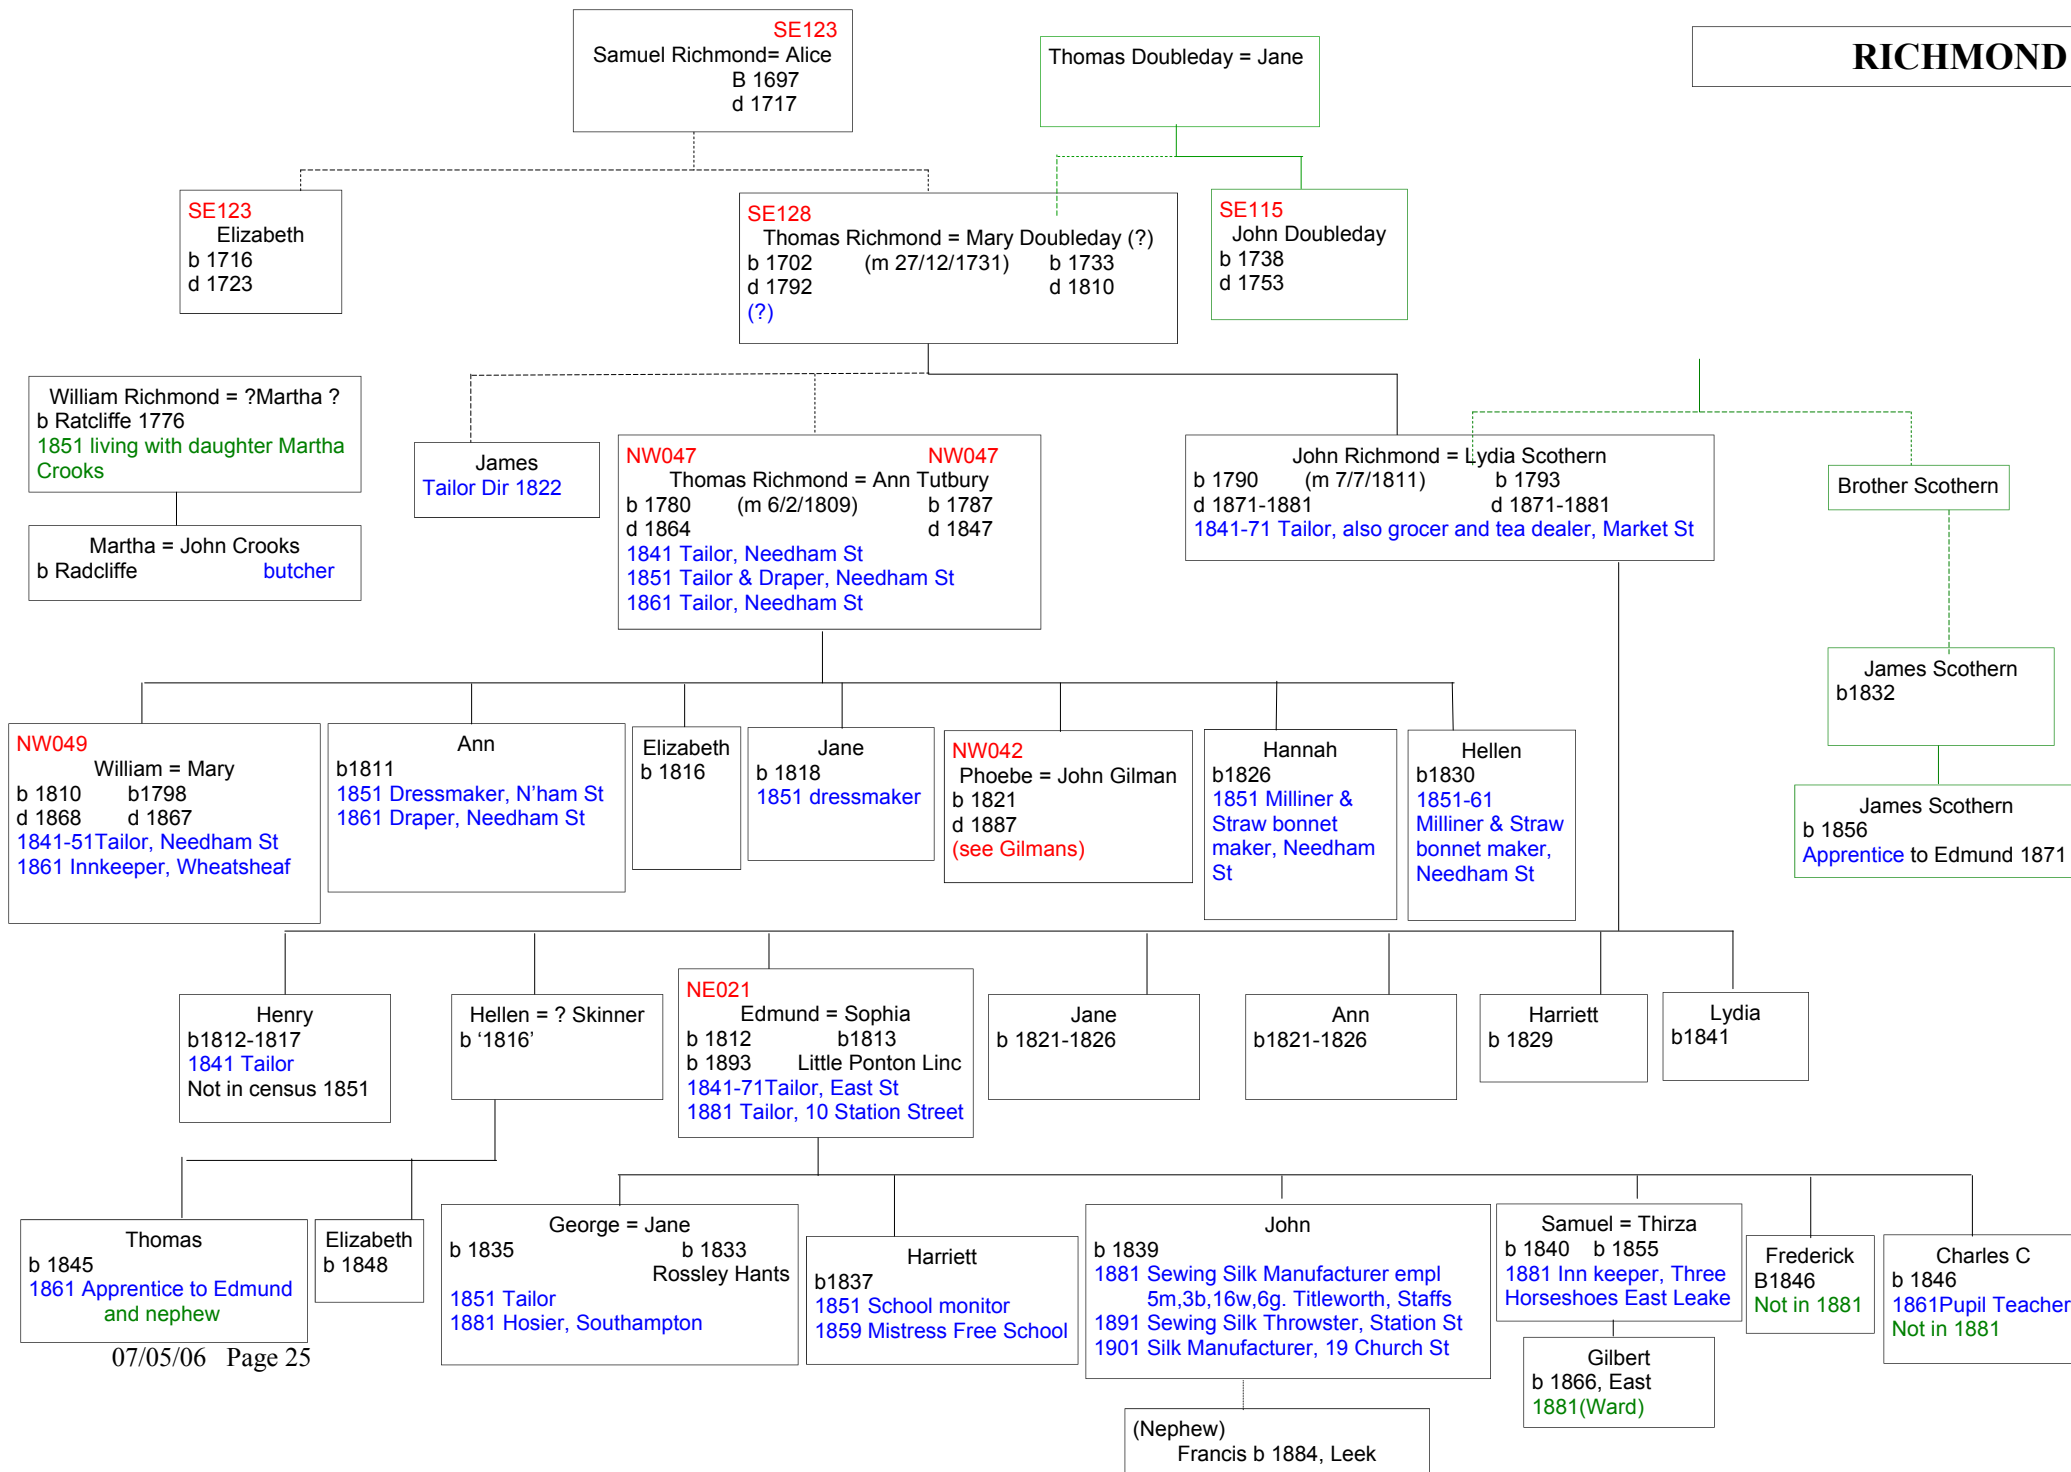 SE123
Samuel Richmond= Alice
B 1697
d 1717
Thomas Doubleday = Jane
RICHMOND
SE123
Elizabeth
b 1716
d 1723
SE128
Thomas Richmond = Mary Doubleday (?)
b 1702 (m 27/12/1731) b 1733
d 1792 d 1810
(?)
SE115
John Doubleday
b 1738
d 1753
William Richmond = ?Martha ?
b Ratcliffe 1776
1851 living with daughter Martha
Crooks
Martha = John Crooks
b Radcliffe butcher
James
Tailor Dir 1822
NW047 NW047
Thomas Richmond = Ann Tutbury
b 1780 (m 6/2/1809) b 1787
d 1864 d 1847
1841 Tailor, Needham St
1851 Tailor & Draper, Needham St
1861 Tailor, Needham St
John Richmond = Lydia Scothern
b 1790 (m 7/7/1811) b 1793
d 1871-1881 d 1871-1881
1841-71 Tailor, also grocer and tea dealer, Market St
Brother Scothern
James Scothern
b1832
James Scothern
b 1856
Apprentice to Edmund 1871
NW049
William = Mary
b 1810 b1798
d 1868 d 1867
1841-51Tailor, Needham St
1861 Innkeeper, Wheatsheaf
Ann
b1811
1851 Dressmaker, N'ham St
1861 Draper, Needham St
Elizabeth
b 1816
Jane
b 1818
1851 dressmaker
NW042
Phoebe = John Gilman
b 1821
d 1887
(see Gilmans)
Hannah
b1826
1851 Milliner &
Straw bonnet
maker, Needham
St
Hellen
b1830
1851-61
Milliner & Straw
bonnet maker,
Needham St
Henry
b1812-1817
1841 Tailor
Not in census 1851
Hellen = ? Skinner
b ‘1816’
NE021
Edmund = Sophia
b 1812 b1813
b 1893 Little Ponton Linc
1841-71Tailor, East St
1881 Tailor, 10 Station Street
Jane
b 1821-1826
Ann
b1821-1826
Harriett
b 1829
Lydia
b1841
Thomas
b 1845
1861 Apprentice to Edmund
and nephew
Elizabeth
b 1848
George = Jane
b 1835 b 1833
Rossley Hants
1851 Tailor
1881 Hosier, Southampton
Harriett
b1837
1851 School monitor
1859 Mistress Free School
John
b 1839
1881 Sewing Silk Manufacturer empl
5m,3b,16w,6g. Titleworth, Staffs
1891 Sewing Silk Throwster, Station St
1901 Silk Manufacturer, 19 Church St
Samuel = Thirza
b 1840 b 1855
1881 Inn keeper, Three
Horseshoes East Leake
Frederick
B1846
Not in 1881
Charles C
b 1846
1861Pupil Teacher
Not in 1881
Gilbert
b 1866, East
1881(Ward)
(Nephew)
Francis b 1884, Leek
07/05/06 Page 25